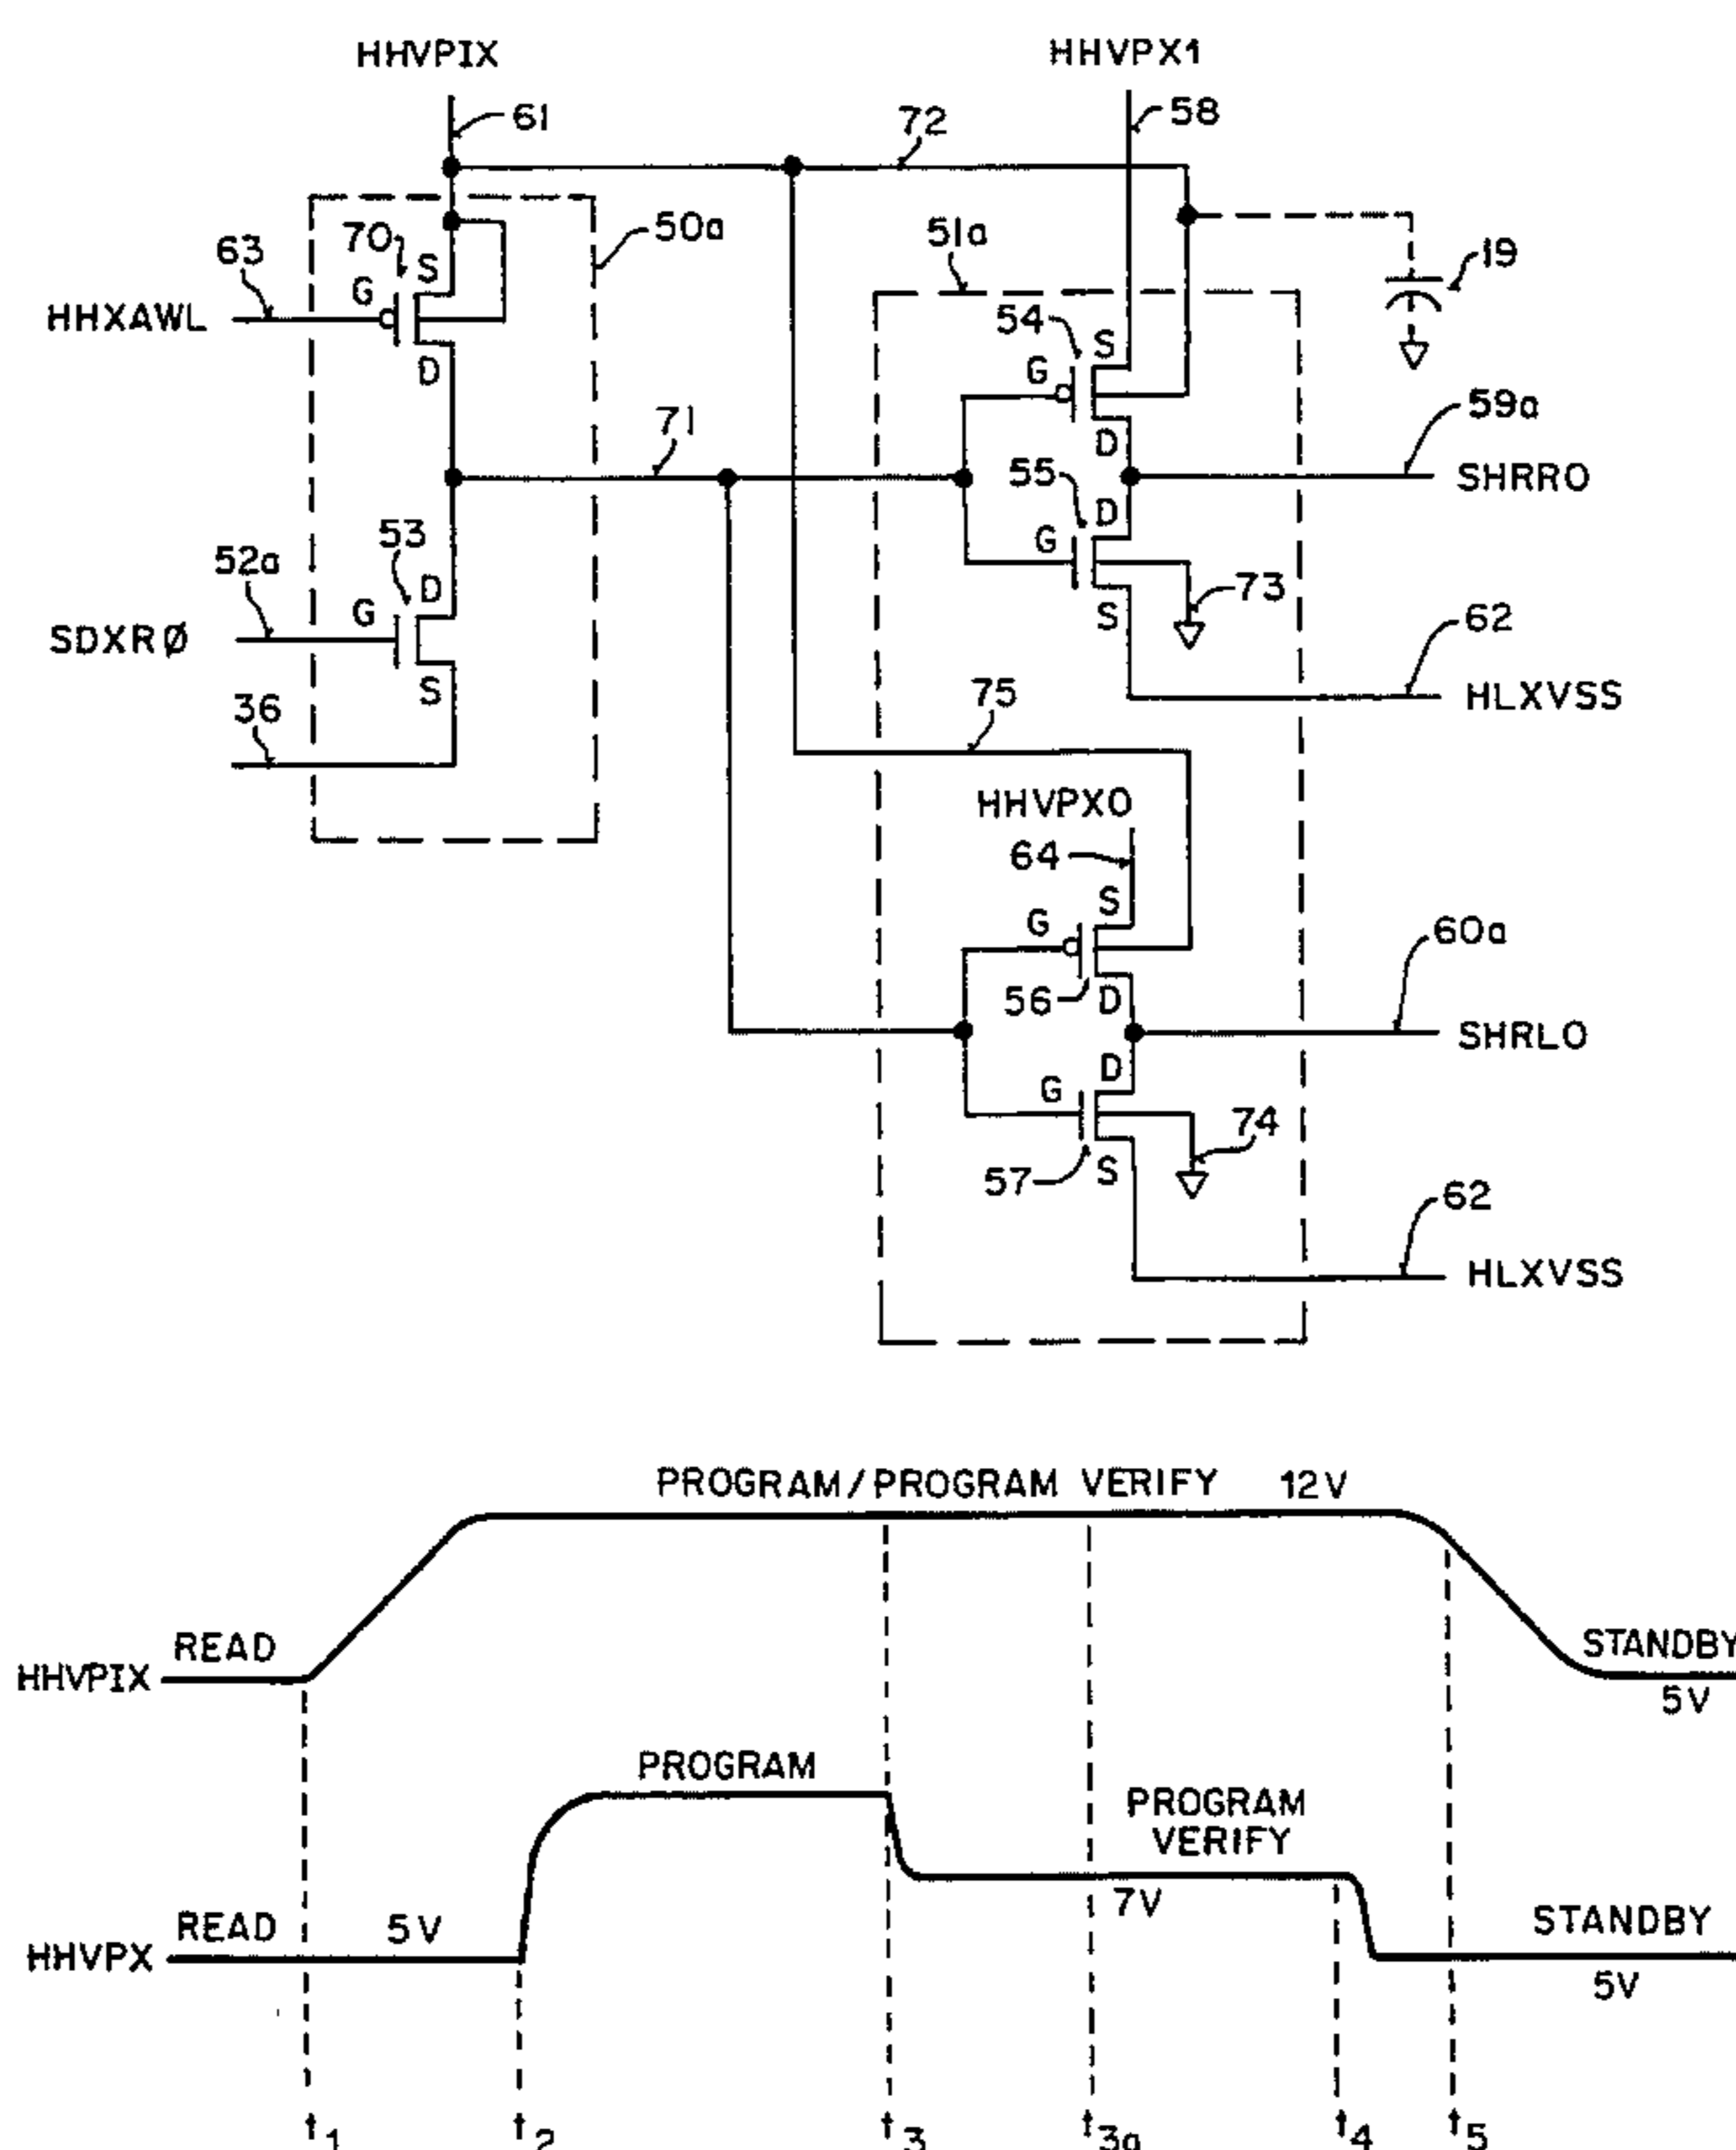 HHVPIX
HHVPX1
61
72
58
50a
51a
19
70
S
63
G
HHXAWL
D
54
S
G
D
71
59a
SHRRO
55
D
G
S
73
53
D
52a
G
SDXRØ
S
36
62
HLXVSS
75
HHVPXO
64
S
G
56
D
60a
SHRLO
D
G
57
S
74
62
HLXVSS
PROGRAM/PROGRAM VERIFY 12V
READ
HHVPIX
STANDBY
5V
PROGRAM
PROGRAM
VERIFY
7V
READ 5V
HHVPX
STANDBY
5V
t1 t2 t3 t3a t4 t5